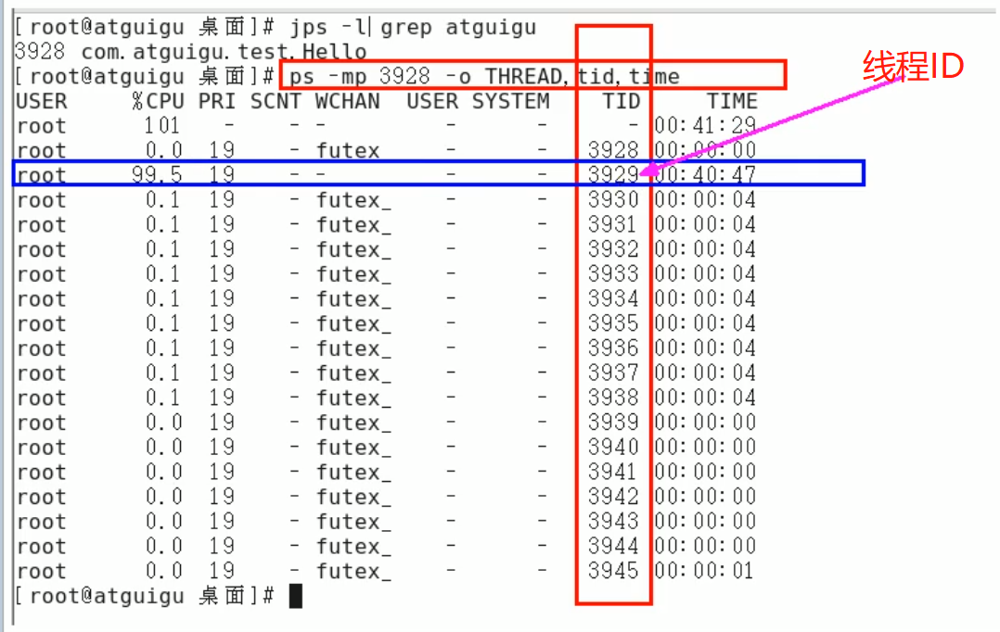 [root@atguigu 桌面]# jps -l| grep atguigu
3928 com.atguigu.test.Hello
[root@atguigu 桌面]# ps -mp 3928 -o THREAD,tid,time
线程ID
USER %CPU PRI SCNT WCHAN USER SYSTEM TID TIME
root 101 - - - - - - 00:41:29
root 0.0 19 - futex_ - - 3928 00:00:00
root 99.5 19 - - - - 3929 00:40:47
root 0.1 19 - futex_ - - 3930 00:00:04
root 0.1 19 - futex_ - - 3931 00:00:04
root 0.1 19 - futex_ - - 3932 00:00:04
root 0.1 19 - futex_ - - 3933 00:00:04
root 0.1 19 - futex_ - - 3934 00:00:04
root 0.1 19 - futex_ - - 3935 00:00:04
root 0.1 19 - futex_ - - 3936 00:00:04
root 0.1 19 - futex_ - - 3937 00:00:04
root 0.1 19 - futex_ - - 3938 00:00:04
root 0.0 19 - futex_ - - 3939 00:00:00
root 0.0 19 - futex_ - - 3940 00:00:00
root 0.0 19 - futex_ - - 3941 00:00:00
root 0.0 19 - futex_ - - 3942 00:00:00
root 0.0 19 - futex_ - - 3943 00:00:00
root 0.0 19 - futex_ - - 3944 00:00:00
root 0.0 19 - futex_ - - 3945 00:00:01
[root@atguigu 桌面]#